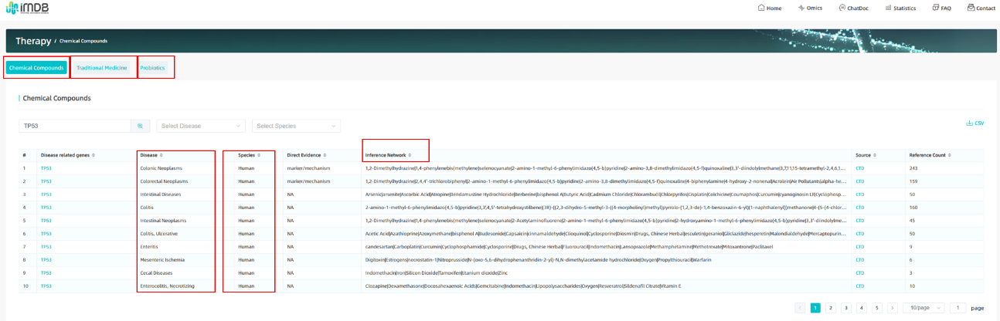 iMDB
Home Omics ChatDoc Statistics FAQ Contact
Therapy / Chemical Compounds
Chemical Compounds Traditional Medicine Probiotics
Chemical Compounds
TP53 Select Disease Select Species CSV
# Disease related genes Disease Species Direct Evidence Inference Network Source Reference Count
1 TP53 Colonic Neoplasms Human marker/mechanism 1,2-Dimethylhydrazine|1,4-phenylenebis(methylene)selenocyanate|2-amino-1-methyl-6-phenylimidazo(4,5-b)pyridine|2-amino-3,8-dimethylimidazo(4,5-f)quinoxaline|3,3'-diindolylmethane|3,7,11,15-tetramethyl-2,4,6,1... CTD 243
2 TP53 Colorectal Neoplasms Human marker/mechanism 1,2-Dimethylhydrazine|2,4,4'-trichlorobiphenyl|2-amino-1-methyl-6-phenylimidazo(4,5-b)pyridine|2-amino-3,8-dimethylimidazo(4,5-f)quinoxaline|4-biphenylamine|4-hydroxy-2-nonenal|Acrolein|Air Pollutants|alpha-he... CTD 159
3 TP53 Intestinal Diseases Human NA Arsenic|arsenite|Ascorbic Acid|Atropine|Bendamustine Hydrochloride|Berberine|bisphenol A|Butyric Acid|Cadmium Chloride|Chlorambucil|Chlorpyrifos|Cisplatin|Colchicine|Coumaphos|Curcumin|cyanoginosin LR|Cyclophosp... CTD 50
4 TP53 Colitis Human NA 2-amino-1-methyl-6-phenylimidazo(4,5-b)pyridine|3,3',4,5'-tetrahydroxystilbene|(3R)-((2,3-dihydro-5-methyl-3-((4-morpholinyl)methyl)pyrrolo-(1,2,3-de)-1,4-benzoxazin-6-yl)(1-naphthalenyl))methanone|4-(5-(4-chlor... CTD 160
5 TP53 Intestinal Neoplasms Human NA 1,2-Dimethylhydrazine|2-Acetylaminofluorene|2-amino-1-methyl-6-phenylimidazo(4,5-b)pyridine|2-hydroxyamino-1-methyl-6-phenylimidazo(4,5-b)pyridine|3,3'-diindolylme... CTD 45
6 TP53 Colitis, Ulcerative Human NA Acetic Acid|Azathioprine|Azoxymethane|bisphenol A|Budesonide|Capsaicin|cinnamaldehyde|Clioquinol|Cyclosporine|Diosmin|Drugs, Chinese Herbal|esculetin|geraniol|Gliclazide|hesperetin|Malondialdehyde|Mercaptopurin... CTD 50
7 TP53 Enteritis Human NA candesartan|Carboplatin|Curcumin|Cyclophosphamide|Cyclosporine|Drugs, Chinese Herbal|Fluorouracil|Indomethacin|Lansoprazole|Methamphetamine|Methotrexate|Mitoxantrone|Paclitaxel CTD 9
8 TP53 Mesenteric Ischemia Human NA Digitoxin|Estrogens|necrostatin-1|Nitroprusside|N-(oxo-5,6-dihydrophenanthridin-2-yl)-N,N-dimethylacetamide hydrochloride|Oxygen|Propylthiouracil|Warfarin CTD 6
9 TP53 Cecal Diseases Human NA Indomethacin|Iron|Silicon Dioxide|Tamoxifen|titanium dioxide|Zinc CTD 3
10 TP53 Enterocolitis, Necrotizing Human NA Clozapine|Dexamethasone|Docosahexaenoic Acids|Gemcitabine|Indomethacin|Lipopolysaccharides|Oxygen|Resveratrol|Sildenafil Citrate|Vitamin E CTD 10
1 2 3 4 5 10/page 1 page